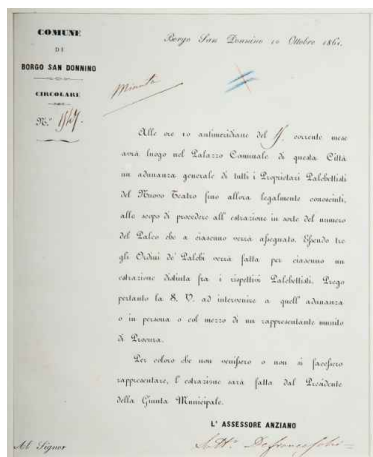 COMUNE
DI
BORGO SAN DONNINO
CIRCOLARE
N.° 1547
Borgo San Donnino 10 Ottobre 1861.
Minuta
Alle ore 10 antimeridiane del corrente mese
avrà luogo nel Palazzo Comunale di questa Città
un adunanza generale di tutti i Proprietari Palchettisti
del Nuovo Teatro fino allora legalmente conosciuti,
allo scopo di procedere all estrazione in sorte del numero
del Palco che a ciascuno verrà assegnato. Essendo tre
gli Ordini de' Palchi verrà fatta per ciascuno un
estrazione distinta fra i rispettivi Palchettisti. Prego
pertanto la S. V. ad intervenire a quell adunanza
o in persona o col mezzo di un rappresentante munito
di Procura.
Per coloro che non venissero o non si facessero
rappresentare, l' estrazione sarà fatta dal Presidente
della Giunta Municipale.
L' ASSESSORE ANZIANO
Al Signor